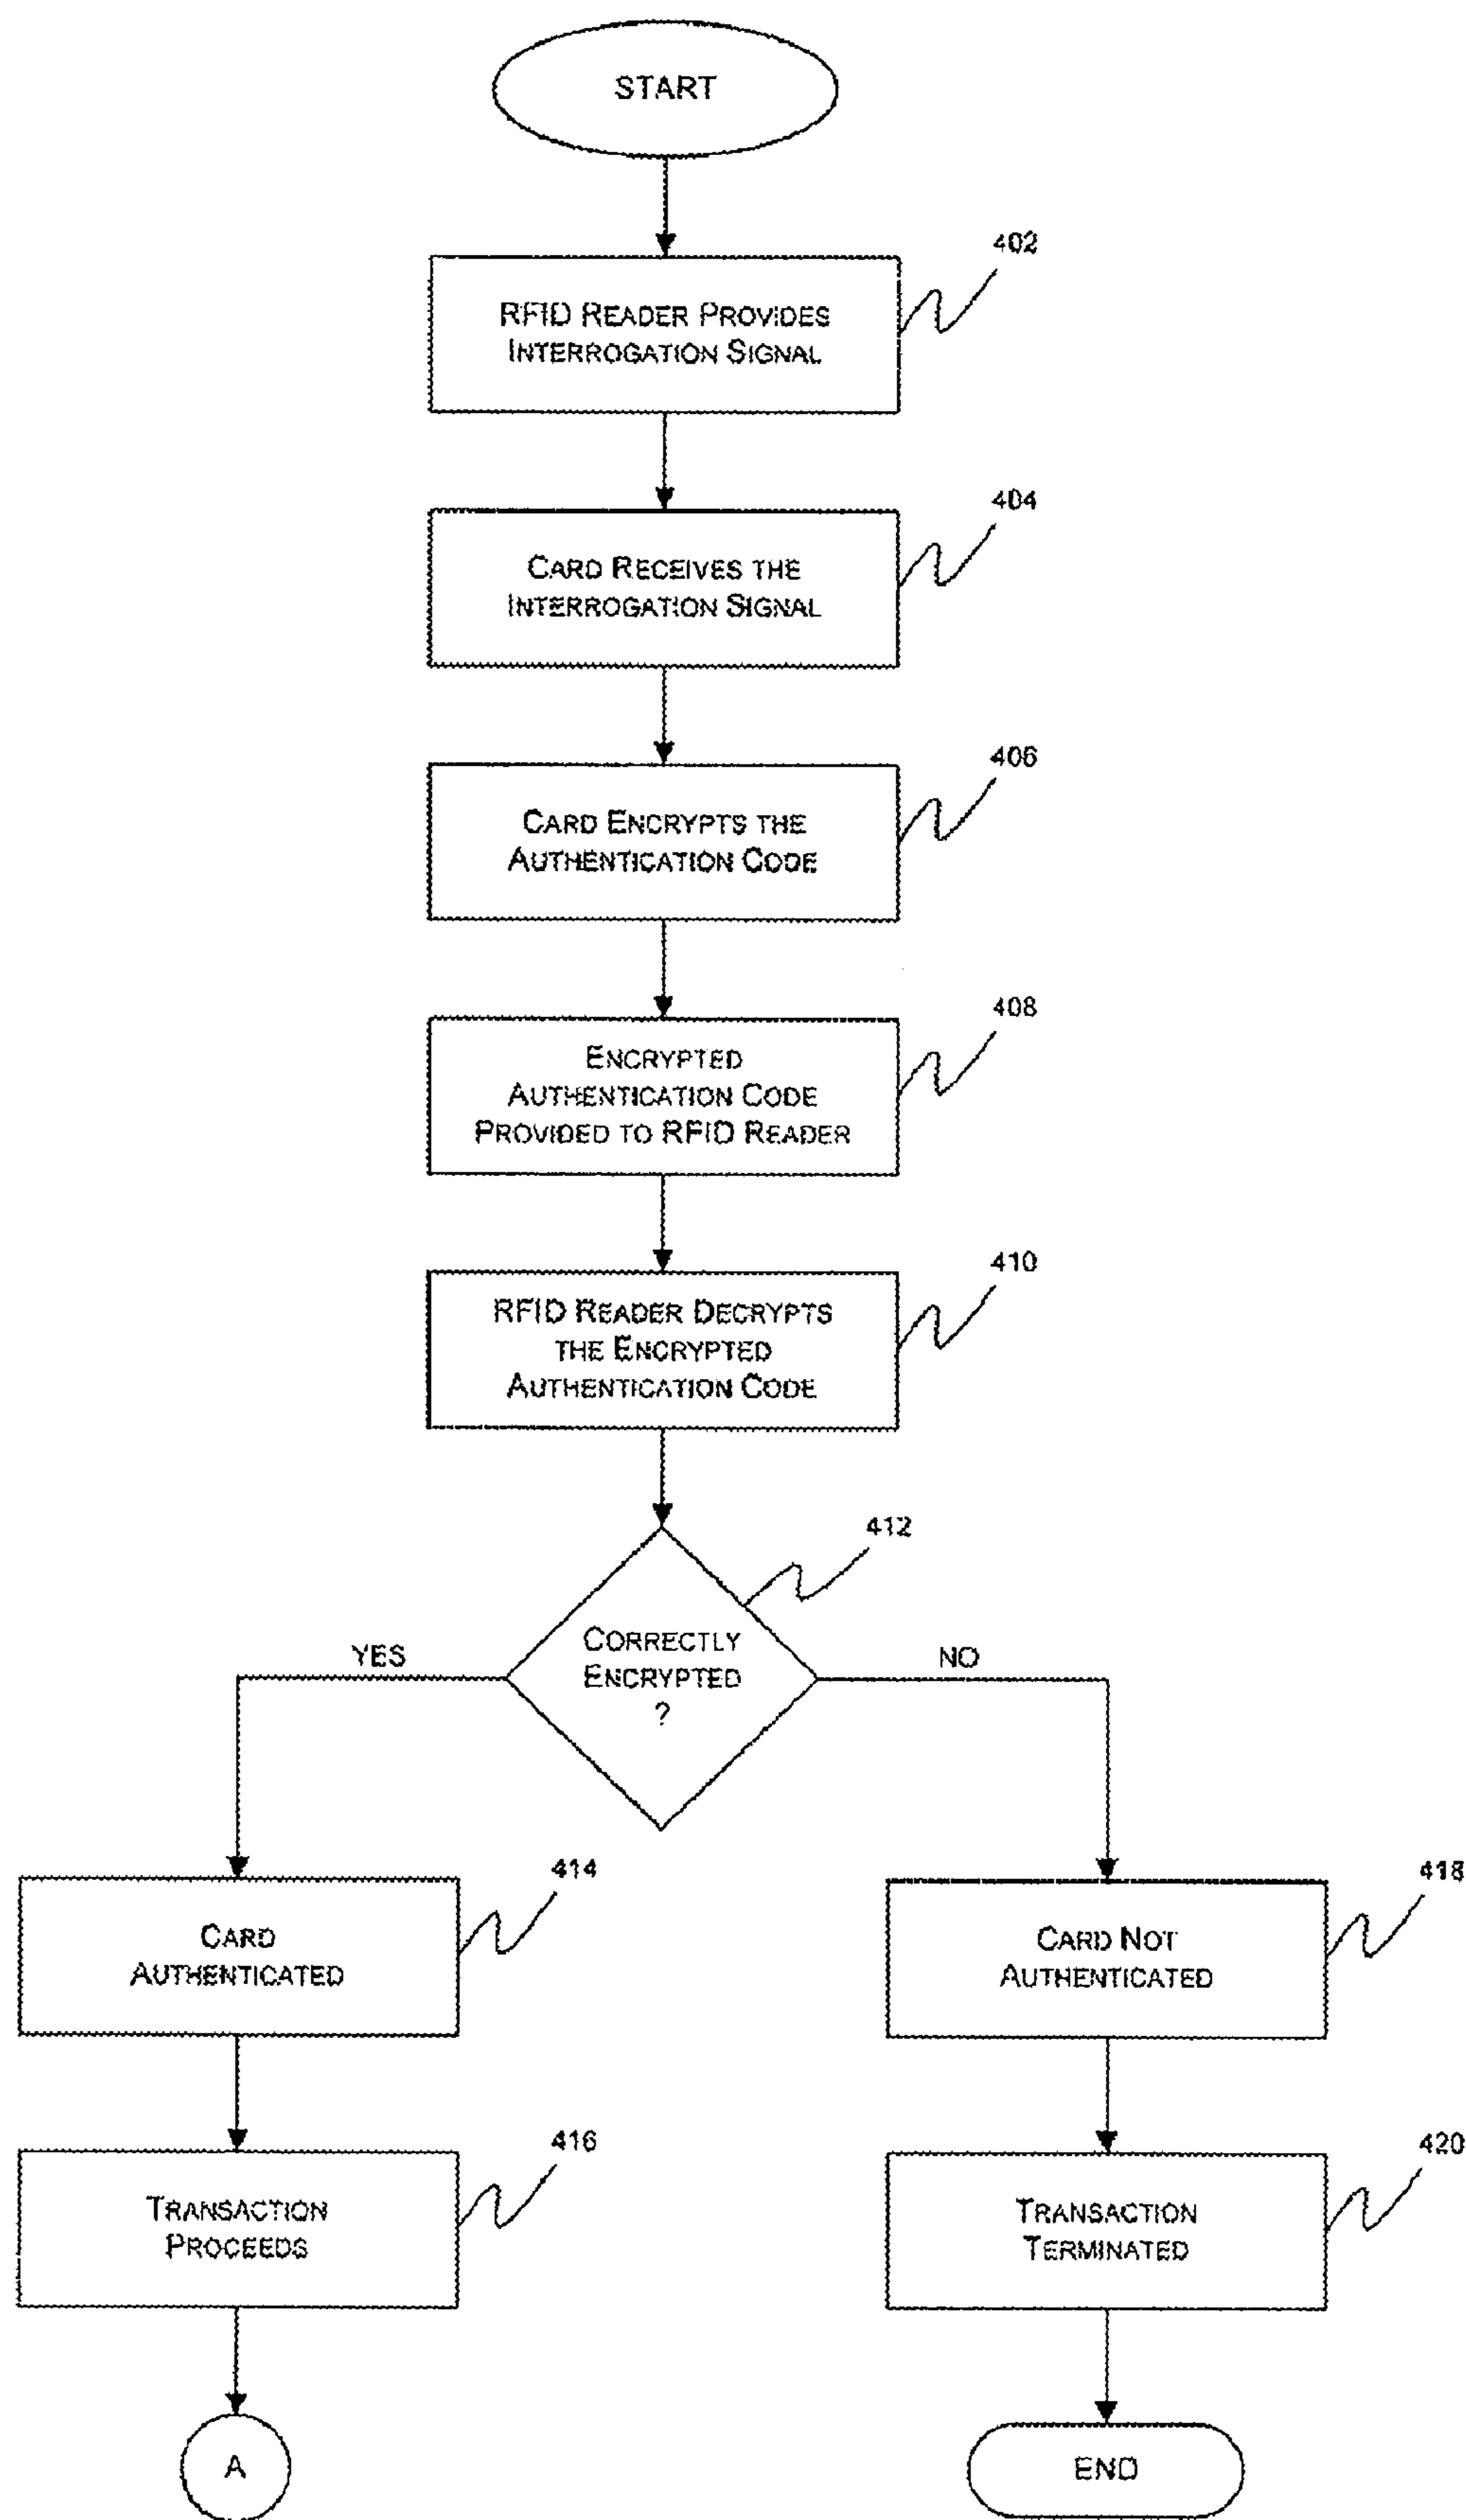 START
402
RFID READER PROVIDES
INTERROGATION SIGNAL
404
CARD RECEIVES THE
INTERROGATION SIGNAL
406
CARD ENCRYPTS THE
AUTHENTICATION CODE
408
ENCRYPTED
AUTHENTICATION CODE
PROVIDED TO RFID READER
410
RFID READER DECRYPTS
THE ENCRYPTED
AUTHENTICATION CODE
412
CORRECTLY
ENCRYPTED
?
YES
NO
414
CARD
AUTHENTICATED
418
CARD NOT
AUTHENTICATED
416
TRANSACTION
PROCEEDS
420
TRANSACTION
TERMINATED
A
END